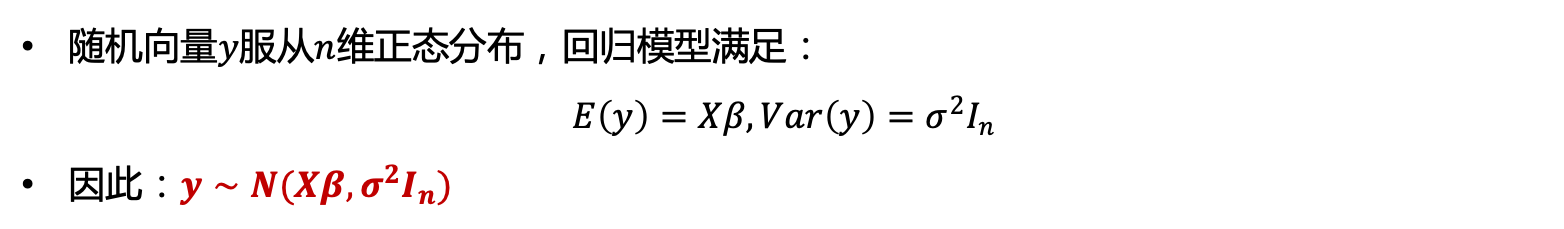 • 随机向量𝑦服从𝑛维正态分布，回归模型满足：
𝐸(𝑦) = 𝑋𝛽, 𝑉𝑎𝑟(𝑦) = 𝜎²𝐼ₙ
• 因此：𝒚 ~ 𝑵(𝑿𝜷, 𝝈²𝑰ₙ)